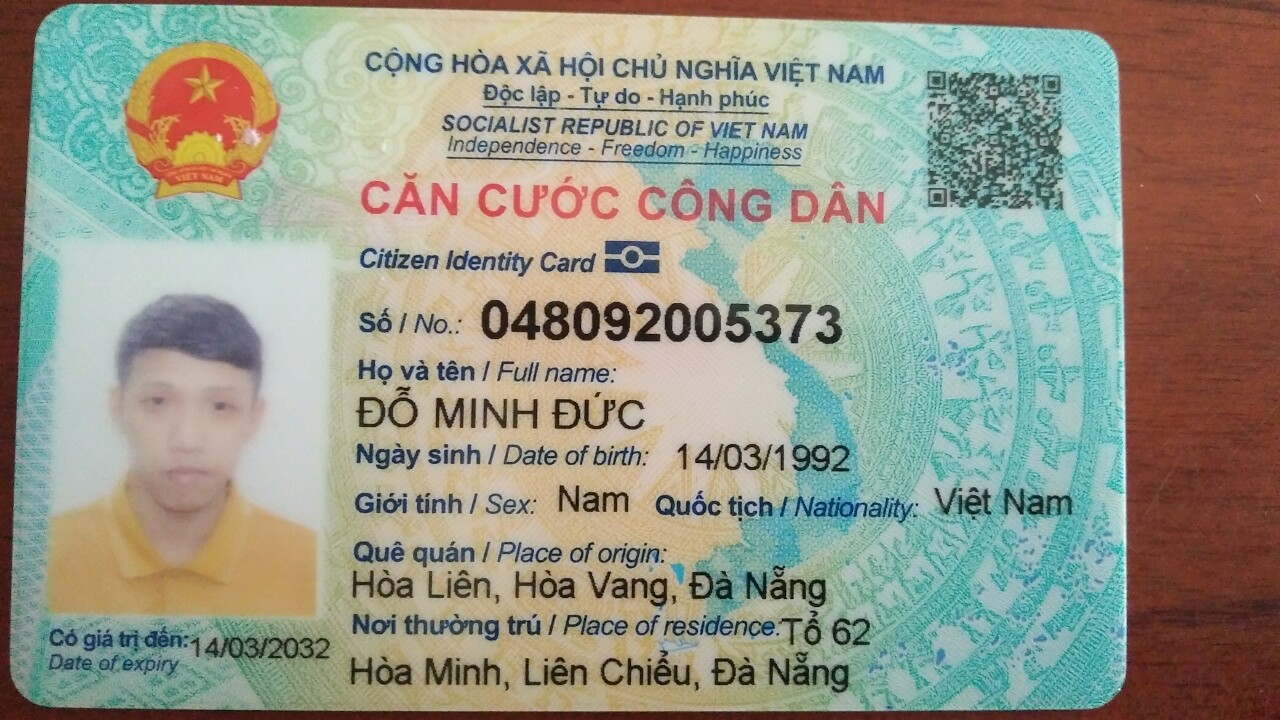 CỘNG HÒA XÃ HỘI CHỦ NGHĨA VIỆT NAM
Độc lập - Tự do - Hạnh phúc
SOCIALIST REPUBLIC OF VIET NAM
Independence - Freedom - Happiness
VIỆT NAM
CĂN CƯỚC CÔNG DÂN
Citizen Identity Card
Số / No.: 048092005373
Họ và tên / Full name:
ĐỖ MINH ĐỨC
Ngày sinh / Date of birth: 14/03/1992
Giới tính / Sex: Nam Quốc tịch / Nationality: Việt Nam
Quê quán / Place of origin:
Hòa Liên, Hòa Vang, Đà Nẵng
Nơi thường trú / Place of residence: Tổ 62
Hòa Minh, Liên Chiểu, Đà Nẵng
Có giá trị đến: 14/03/2032
Date of expiry